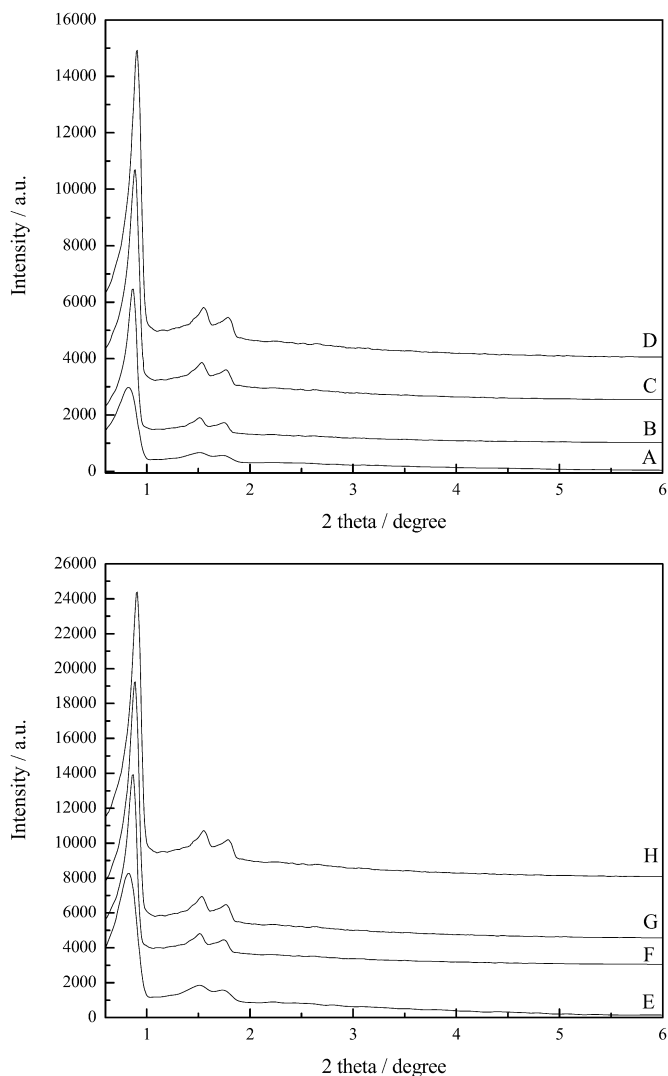 16000
14000
12000
10000
8000
6000
4000
2000
0
Intensity / a.u.
D
C
B
A
1 2 3 4 5 6
2 theta / degree
26000
24000
22000
20000
18000
16000
14000
12000
10000
8000
6000
4000
2000
0
Intensity / a.u.
H
G
F
E
1 2 3 4 5 6
2 theta / degree